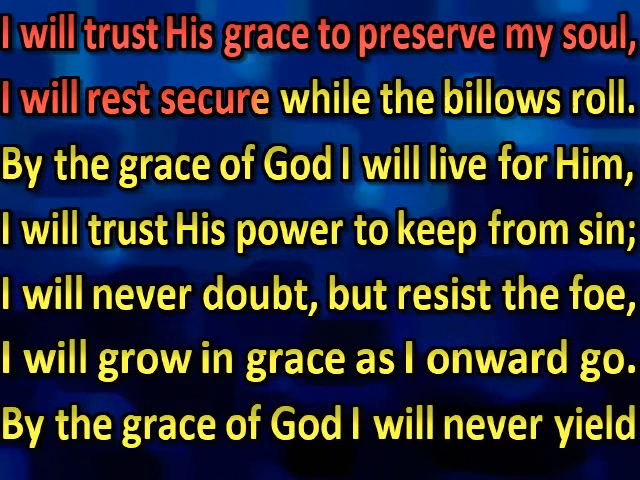 I will trust His grace to preserve my soul,
I will rest secure while the billows roll.
By the grace of God I will live for Him,
I will trust His power to keep from sin;
I will never doubt, but resist the foe,
I will grow in grace as I onward go.
By the grace of God I will never yield